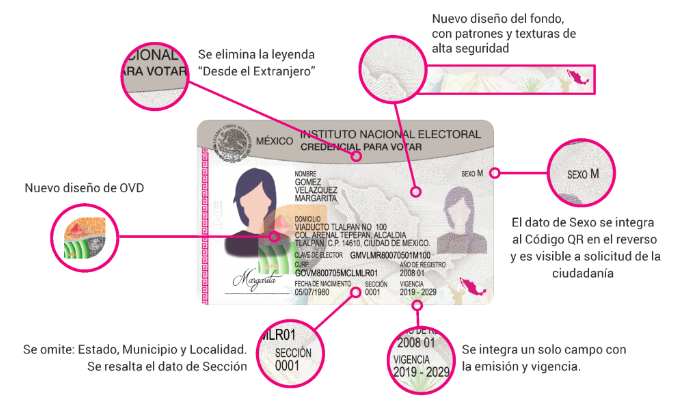 Nuevo diseño del fondo,
con patrones y texturas de
alta seguridad
Se elimina la leyenda
“Desde el Extranjero”
CIONAL
ARA VOTAR
MÉXICO
INSTITUTO NACIONAL ELECTORAL
CREDENCIAL PARA VOTAR
NOMBRE
GOMEZ
VELAZQUEZ
MARGARITA
SEXO M
SEXO M
Nuevo diseño de OVD
DOMICILIO
VIADUCTO TLALPAN NO 100
COL. ARENAL TEPEPAN, ALCALDIA
TLALPAN, C.P. 14610, CIUDAD DE MEXICO.
CLAVE DE ELECTOR GMVLMR80070501M100
CURP
GOVM800705MCLMLR01
AÑO DE REGISTRO
2008 01
FECHA DE NACIMIENTO
05/07/1980
SECCIÓN
0001
VIGENCIA
2019 - 2029
Margarita
El dato de Sexo se integra
al Código QR en el reverso
y es visible a solicitud de la
ciudadanía
Se omite: Estado, Municipio y Localidad.
Se resalta el dato de Sección
MLR01
SECCIÓN
0001
2008 01
VIGENCIA
2019 - 2029
Se integra un solo campo con
la emisión y vigencia.